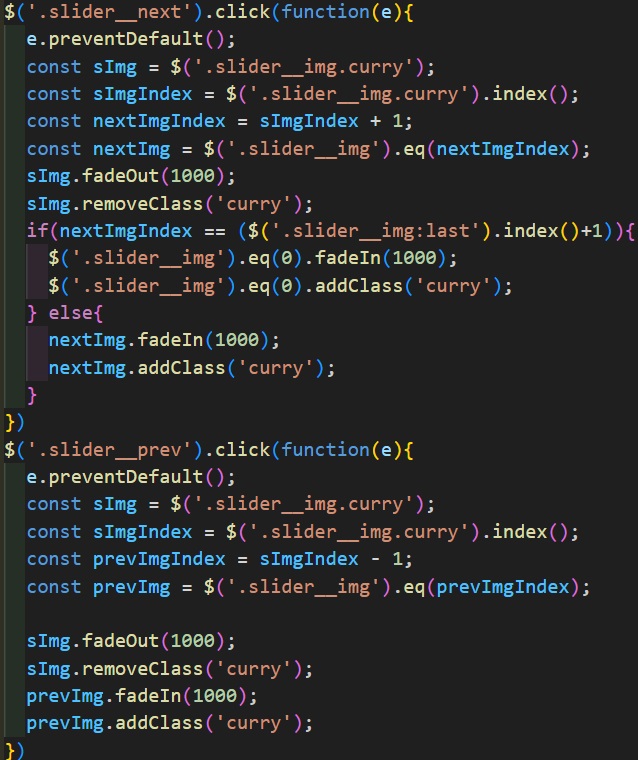 $('.slider__next').click(function(e){
e.preventDefault();
const sImg = $('.slider__img.curry');
const sImgIndex = $('.slider__img.curry').index();
const nextImgIndex = sImgIndex + 1;
const nextImg = $('.slider__img').eq(nextImgIndex);
sImg.fadeOut(1000);
sImg.removeClass('curry');
if(nextImgIndex == ($('.slider__img:last').index()+1)){
$('.slider__img').eq(0).fadeIn(1000);
$('.slider__img').eq(0).addClass('curry');
} else{
nextImg.fadeIn(1000);
nextImg.addClass('curry');
}
})
$('.slider__prev').click(function(e){
e.preventDefault();
const sImg = $('.slider__img.curry');
const sImgIndex = $('.slider__img.curry').index();
const prevImgIndex = sImgIndex - 1;
const prevImg = $('.slider__img').eq(prevImgIndex);
sImg.fadeOut(1000);
sImg.removeClass('curry');
prevImg.fadeIn(1000);
prevImg.addClass('curry');
})